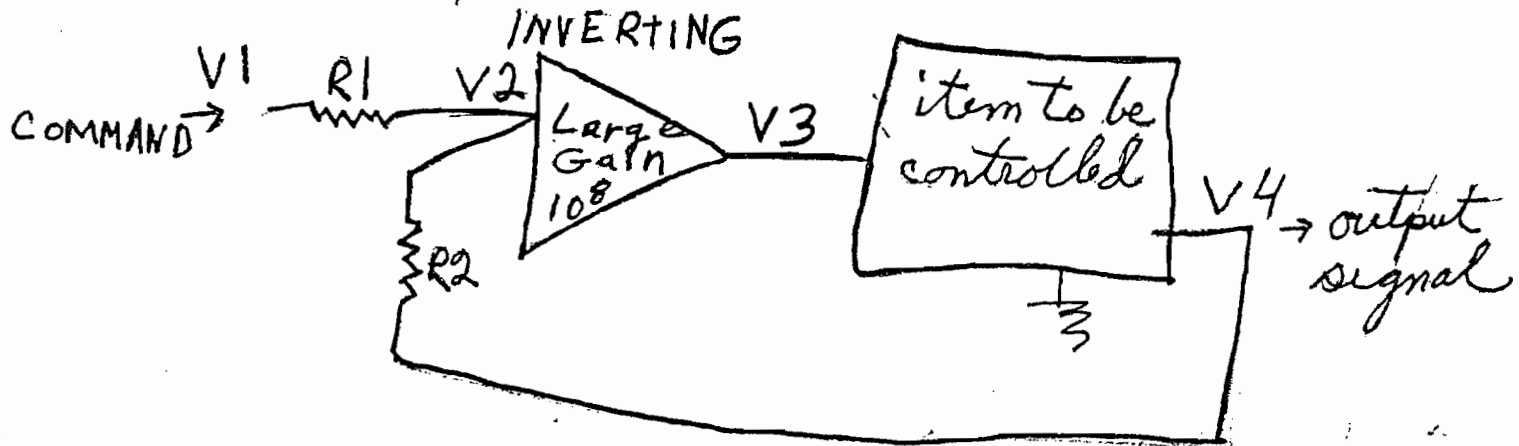 INVERTING
V1
R1
V2
COMMAND →
Large
Gain
10⁸
V3
item to be
controlled
V4
→ output
signal
R2